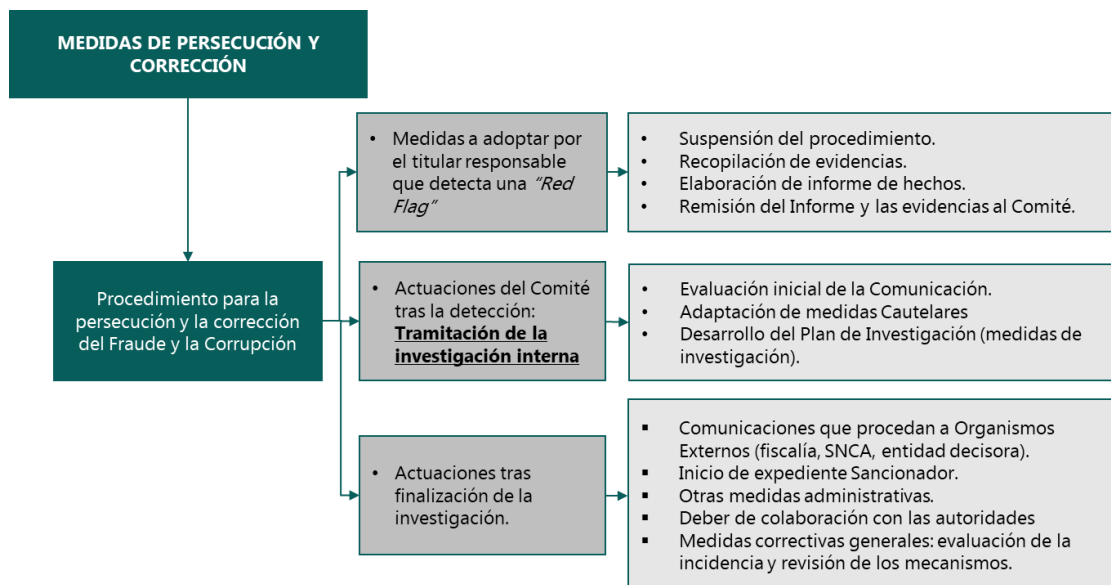 MEDIDAS DE PERSECUCIÓN Y
CORRECCIÓN
Procedimiento para la
persecución y la corrección
del Fraude y la Corrupción
• Medidas a adoptar por
el titular responsable
que detecta una "Red
Flag"
• Suspensión del procedimiento.
• Recopilación de evidencias.
• Elaboración de informe de hechos.
• Remisión del Informe y las evidencias al Comité.
• Actuaciones del Comité
tras la detección:
Tramitación de la
investigación interna
• Evaluación inicial de la Comunicación.
• Adaptación de medidas Cautelares
• Desarrollo del Plan de Investigación (medidas de
investigación).
• Actuaciones tras
finalización de la
investigación.
▪ Comunicaciones que procedan a Organismos
Externos (fiscalía, SNCA, entidad decisora).
▪ Inicio de expediente Sancionador.
▪ Otras medidas administrativas.
▪ Deber de colaboración con las autoridades
▪ Medidas correctivas generales: evaluación de la
incidencia y revisión de los mecanismos.